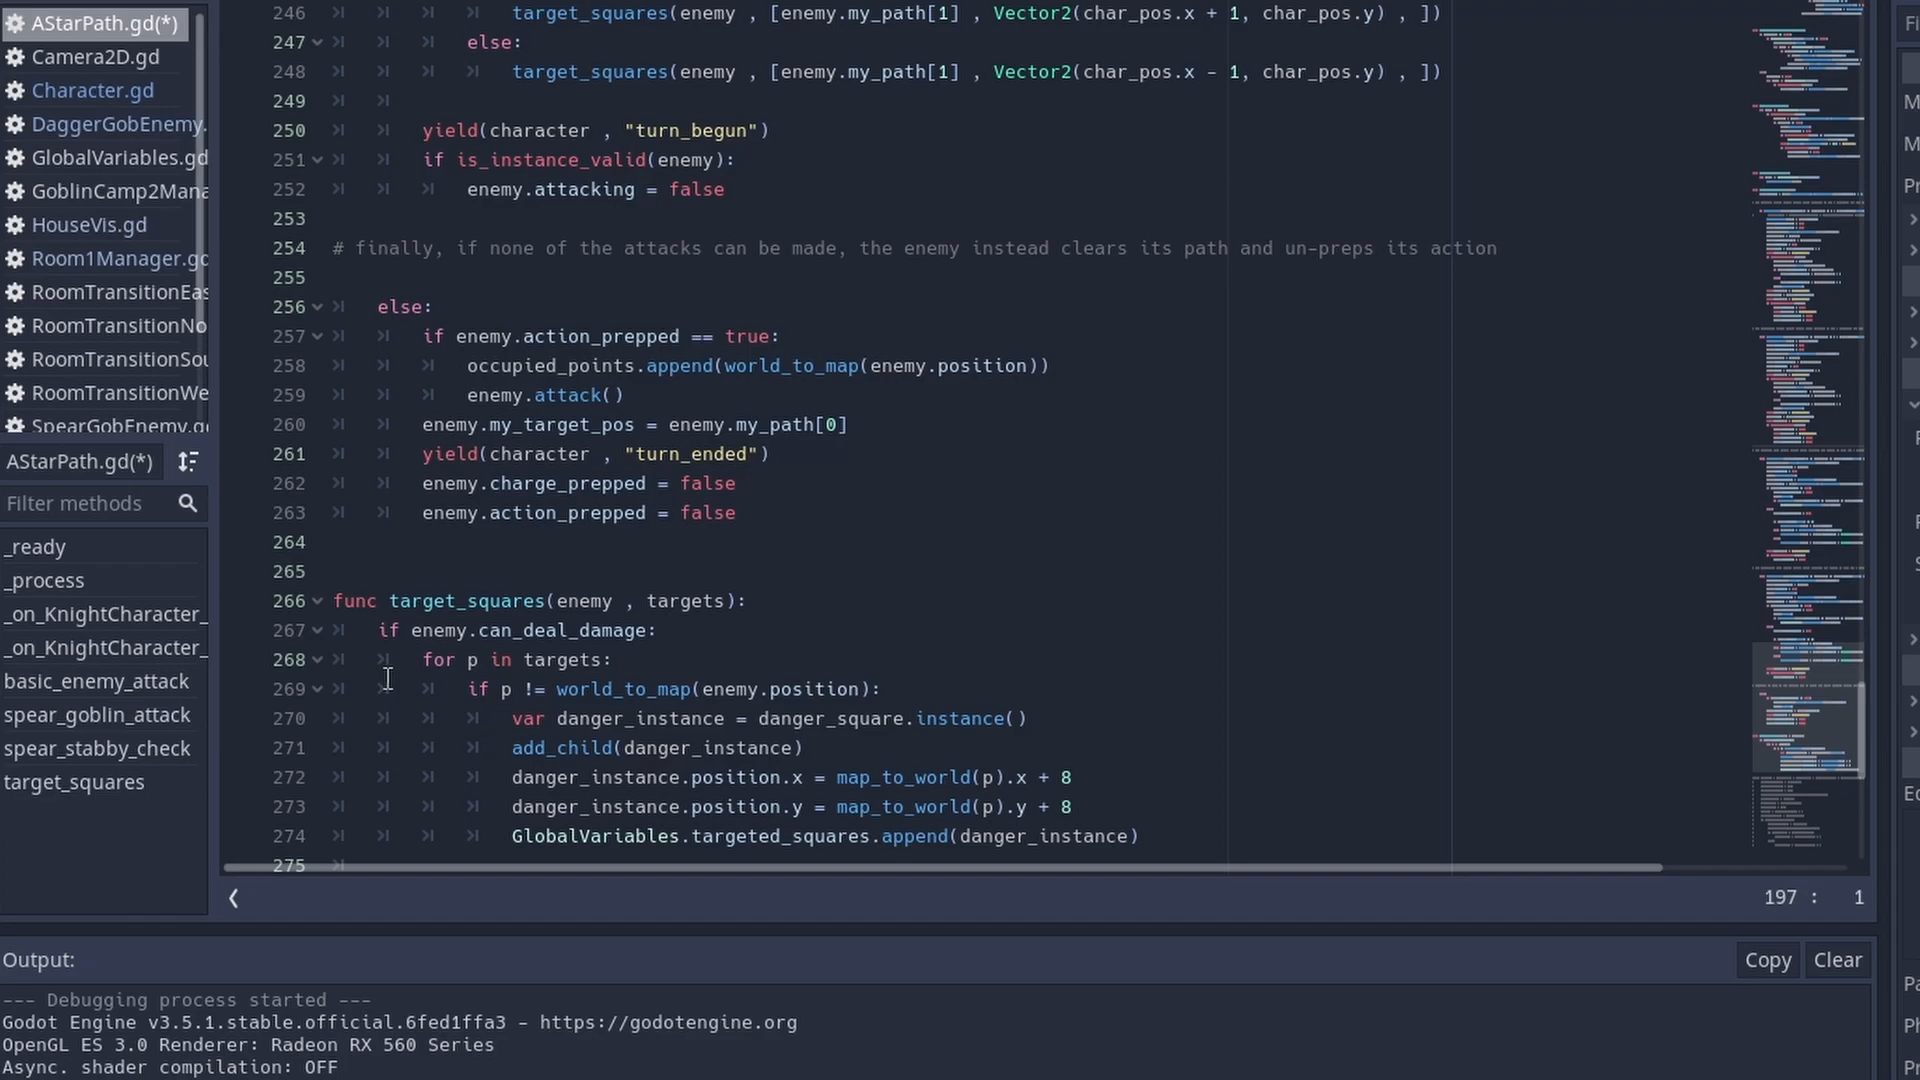 AStarPath.gd(*)
Camera2D.gd
Character.gd
DaggerGobEnemy.
GlobalVariables.gd
GoblinCamp2Mana
HouseVis.gd
Room1Manager.gd
RoomTransitionEas
RoomTransitionNo
RoomTransitionSou
RoomTransitionWe
SpearGobEnemy.gd
AStarPath.gd(*)
Filter methods
_ready
_process
_on_KnightCharacter_
_on_KnightCharacter_
basic_enemy_attack
spear_goblin_attack
spear_stabby_check
target_squares
246 target_squares(enemy , [enemy.my_path[1] , Vector2(char_pos.x + 1, char_pos.y) , ])
247 else:
248 target_squares(enemy , [enemy.my_path[1] , Vector2(char_pos.x - 1, char_pos.y) , ])
249
250 yield(character , "turn_begun")
251 if is_instance_valid(enemy):
252 enemy.attacking = false
253
254 # finally, if none of the attacks can be made, the enemy instead clears its path and un-preps its action
255
256 else:
257 if enemy.action_prepped == true:
258 occupied_points.append(world_to_map(enemy.position))
259 enemy.attack()
260 enemy.my_target_pos = enemy.my_path[0]
261 yield(character , "turn_ended")
262 enemy.charge_prepped = false
263 enemy.action_prepped = false
264
265
266 func target_squares(enemy , targets):
267 if enemy.can_deal_damage:
268 for p in targets:
269 if p != world_to_map(enemy.position):
270 var danger_instance = danger_square.instance()
271 add_child(danger_instance)
272 danger_instance.position.x = map_to_world(p).x + 8
273 danger_instance.position.y = map_to_world(p).y + 8
274 GlobalVariables.targeted_squares.append(danger_instance)
275
197 : 1
Output:
Copy Clear
--- Debugging process started ---
Godot Engine v3.5.1.stable.official.6fed1ffa3 - https://godotengine.org
OpenGL ES 3.0 Renderer: Radeon RX 560 Series
Async. shader compilation: OFF